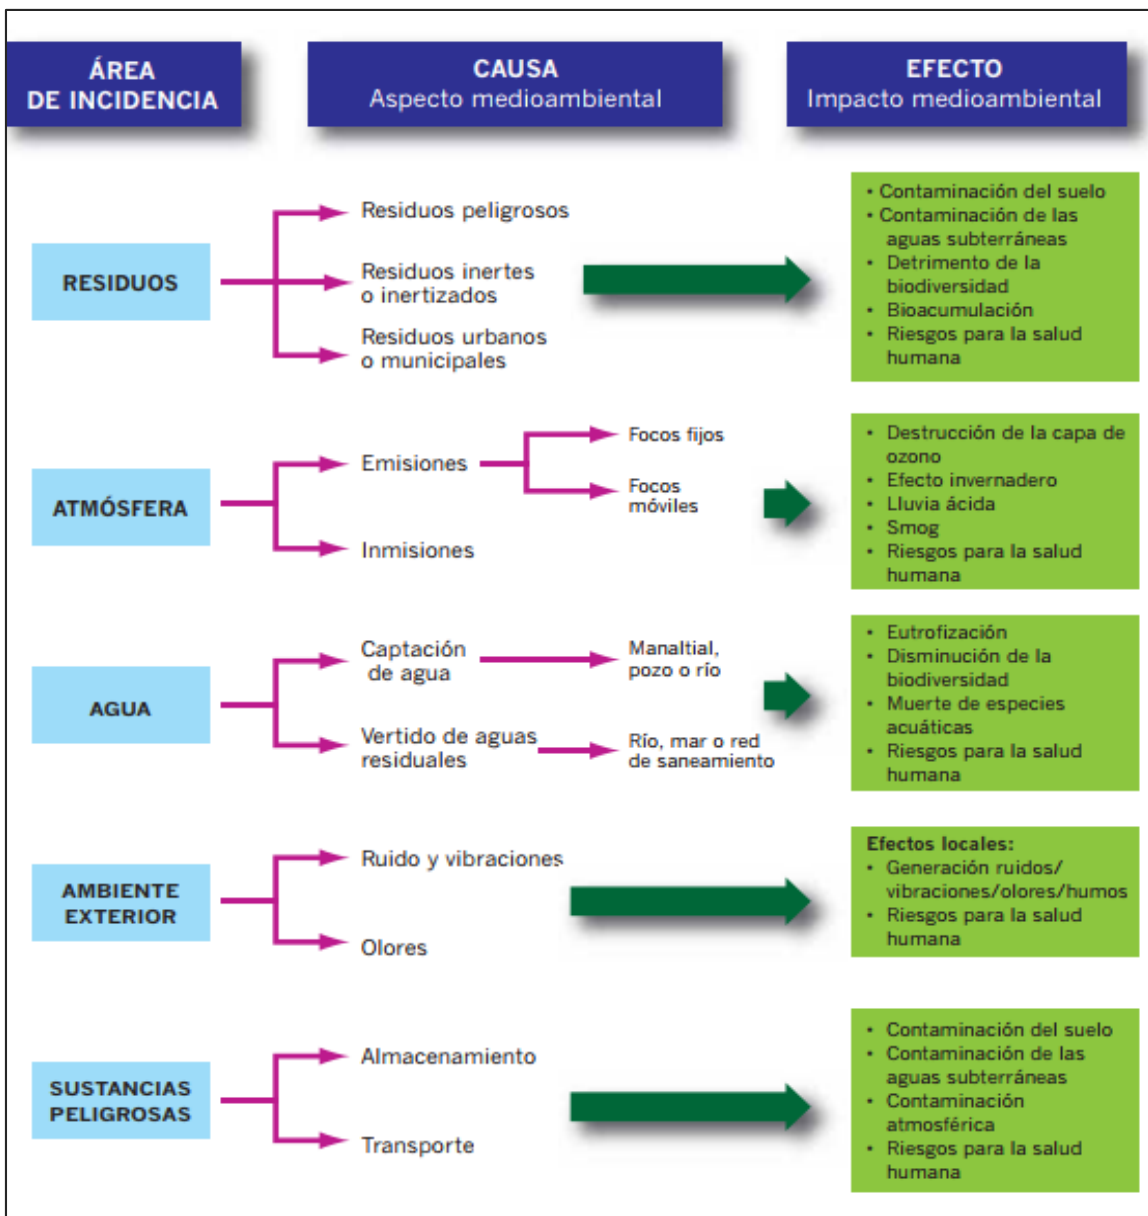 ÁREA
DE INCIDENCIA
CAUSA
Aspecto medioambiental
EFECTO
Impacto medioambiental
RESIDUOS
Residuos peligrosos
Residuos inertes
o inertizados
Residuos urbanos
o municipales
• Contaminación del suelo
• Contaminación de las
aguas subterráneas
• Detrimento de la
biodiversidad
• Bioacumulación
• Riesgos para la salud
humana
ATMÓSFERA
Emisiones
Focos fijos
Focos
móviles
Inmisiones
• Destrucción de la capa de
ozono
• Efecto invernadero
• Lluvia ácida
• Smog
• Riesgos para la salud
humana
AGUA
Captación
de agua
Manaltial,
pozo o río
Vertido de aguas
residuales
Río, mar o red
de saneamiento
• Eutrofización
• Disminución de la
biodiversidad
• Muerte de especies
acuáticas
• Riesgos para la salud
humana
AMBIENTE
EXTERIOR
Ruido y vibraciones
Olores
Efectos locales:
• Generación ruidos/
vibraciones/olores/humos
• Riesgos para la salud
humana
SUSTANCIAS
PELIGROSAS
Almacenamiento
Transporte
• Contaminación del suelo
• Contaminación de las
aguas subterráneas
• Contaminación
atmosférica
• Riesgos para la salud
humana